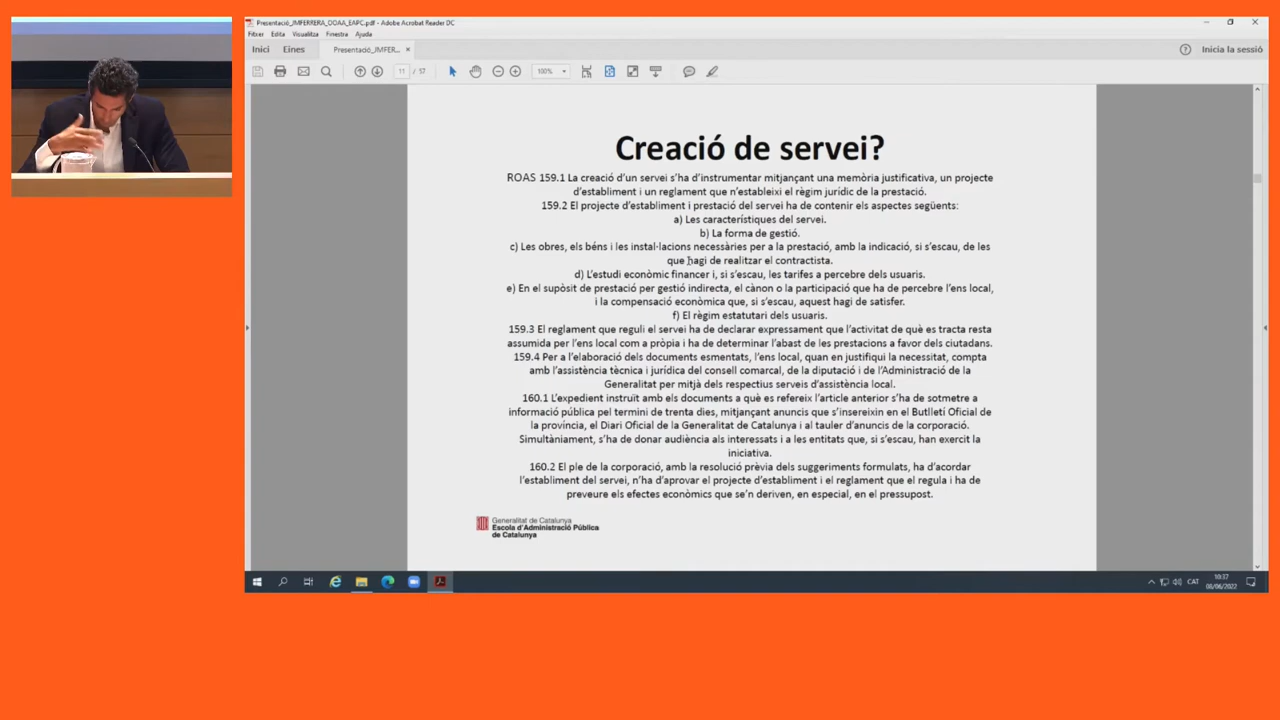 Presentació_JMFERRERA_OOAA_EAPC.pdf - Adobe Acrobat Reader DC
Fitxer Edita Visualitza Finestra Ajuda
Inici Eines Presentació_JMFER... × Inicia la sessió
11 / 57 100%
Creació de servei?
ROAS 159.1 La creació d'un servei s'ha d'instrumentar mitjançant una memòria justificativa, un projecte
d'establiment i un reglament que n'estableixi el règim jurídic de la prestació.
159.2 El projecte d'establiment i prestació del servei ha de contenir els aspectes següents:
a) Les característiques del servei.
b) La forma de gestió.
c) Les obres, els béns i les instal·lacions necessàries per a la prestació, amb la indicació, si s'escau, de les
que hagi de realitzar el contractista.
d) L'estudi econòmic financer i, si s'escau, les tarifes a percebre dels usuaris.
e) En el supòsit de prestació per gestió indirecta, el cànon o la participació que ha de percebre l'ens local,
i la compensació econòmica que, si s'escau, aquest hagi de satisfer.
f) El règim estatutari dels usuaris.
159.3 El reglament que reguli el servei ha de declarar expressament que l'activitat de què es tracta resta
assumida per l'ens local com a pròpia i ha de determinar l'abast de les prestacions a favor dels ciutadans.
159.4 Per a l'elaboració dels documents esmentats, l'ens local, quan en justifiqui la necessitat, compta
amb l'assistència tècnica i jurídica del consell comarcal, de la diputació i de l'Administració de la
Generalitat per mitjà dels respectius serveis d'assistència local.
160.1 L'expedient instruït amb els documents a què es refereix l'article anterior s'ha de sotmetre a
informació pública pel termini de trenta dies, mitjançant anuncis que s'insereixin en el Butlletí Oficial de
la província, el Diari Oficial de la Generalitat de Catalunya i al tauler d'anuncis de la corporació.
Simultàniament, s'ha de donar audiència als interessats i a les entitats que, si s'escau, han exercit la
iniciativa.
160.2 El ple de la corporació, amb la resolució prèvia dels suggeriments formulats, ha d'acordar
l'establiment del servei, n'ha d'aprovar el projecte d'establiment i el reglament que el regula i ha de
preveure els efectes econòmics que se'n deriven, en especial, en el pressupost.
Generalitat de Catalunya
Escola d'Administració Pública
de Catalunya
CAT
10:37
08/06/2022